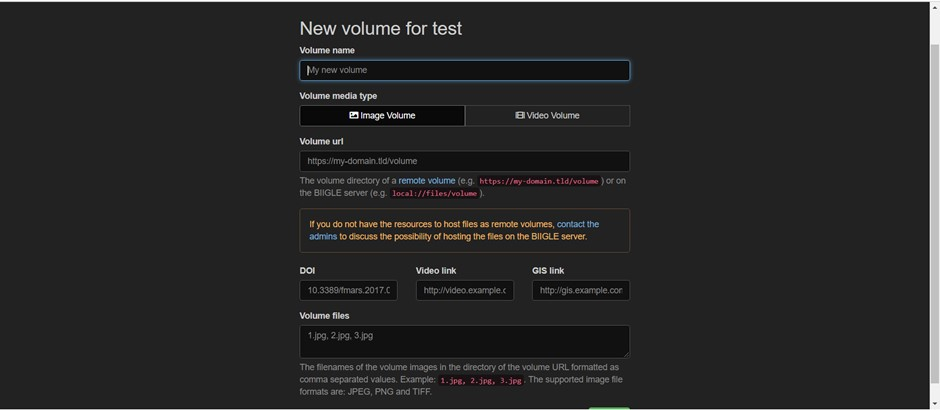 New volume for test
Volume name
My new volume
Volume media type
Image Volume Video Volume
Volume url
https://my-domain.tld/volume
The volume directory of a remote volume (e.g. https://my-domain.tld/volume ) or on
the BIIGLE server (e.g. local://files/volume ).
If you do not have the resources to host files as remote volumes, contact the
admins to discuss the possibility of hosting the files on the BIIGLE server.
DOI Video link GIS link
10.3389/fmars.2017.0 http://video.example.c http://gis.example.com
Volume files
1.jpg, 2.jpg, 3.jpg
The filenames of the volume images in the directory of the volume URL formatted as
comma separated values. Example: 1.jpg, 2.jpg, 3.jpg . The supported image file
formats are: JPEG, PNG and TIFF.